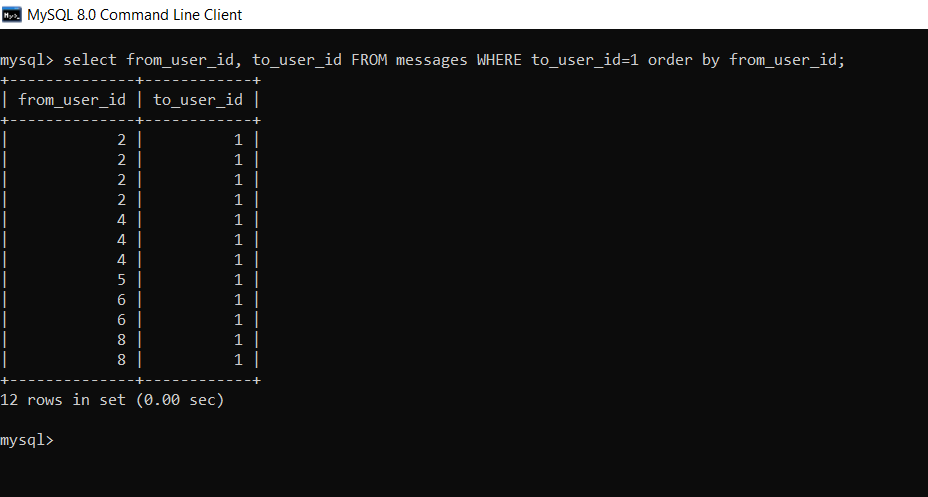 MySQL 8.0 Command Line Client
mysql> select from_user_id, to_user_id FROM messages WHERE to_user_id=1 order by from_user_id;
+--------------+------------+
| from_user_id | to_user_id |
+--------------+------------+
|            2 |          1 |
|            2 |          1 |
|            2 |          1 |
|            2 |          1 |
|            4 |          1 |
|            4 |          1 |
|            4 |          1 |
|            5 |          1 |
|            6 |          1 |
|            6 |          1 |
|            8 |          1 |
|            8 |          1 |
+--------------+------------+
12 rows in set (0.00 sec)
mysql>